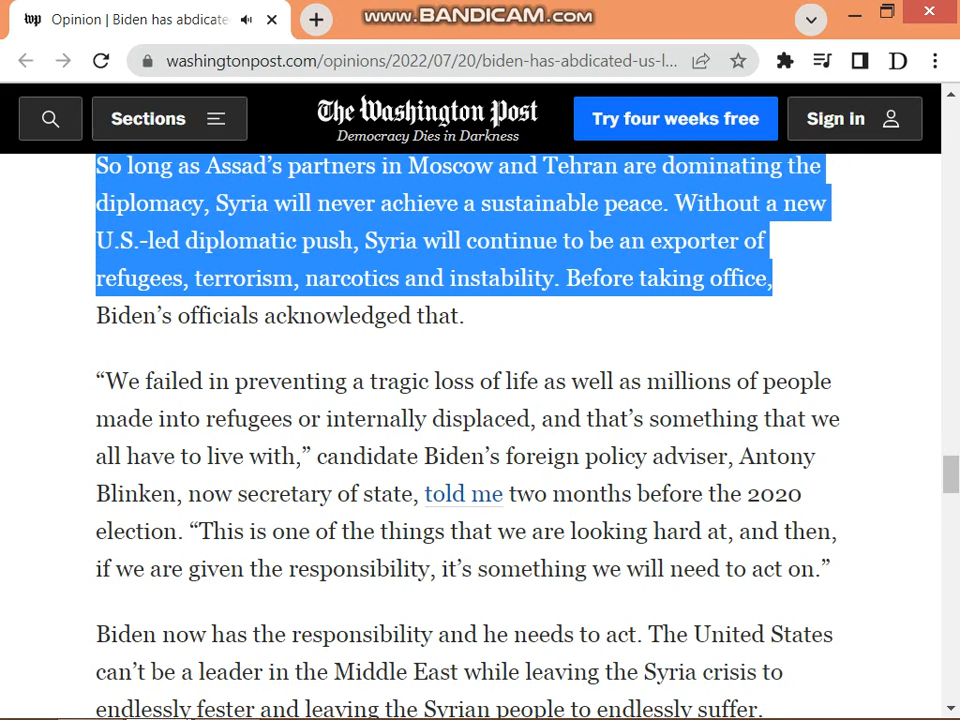 www.BANDICAM.com
wp Opinion | Biden has abdicate
washingtonpost.com/opinions/2022/07/20/biden-has-abdicated-us-l...
D
Sections
The Washington Post
Democracy Dies in Darkness
Try four weeks free
Sign in
So long as Assad’s partners in Moscow and Tehran are dominating the
diplomacy, Syria will never achieve a sustainable peace. Without a new
U.S.-led diplomatic push, Syria will continue to be an exporter of
refugees, terrorism, narcotics and instability. Before taking office,
Biden’s officials acknowledged that.
“We failed in preventing a tragic loss of life as well as millions of people
made into refugees or internally displaced, and that’s something that we
all have to live with,” candidate Biden’s foreign policy adviser, Antony
Blinken, now secretary of state, told me two months before the 2020
election. “This is one of the things that we are looking hard at, and then,
if we are given the responsibility, it’s something we will need to act on.”
Biden now has the responsibility and he needs to act. The United States
can’t be a leader in the Middle East while leaving the Syria crisis to
endlessly fester and leaving the Syrian people to endlessly suffer.